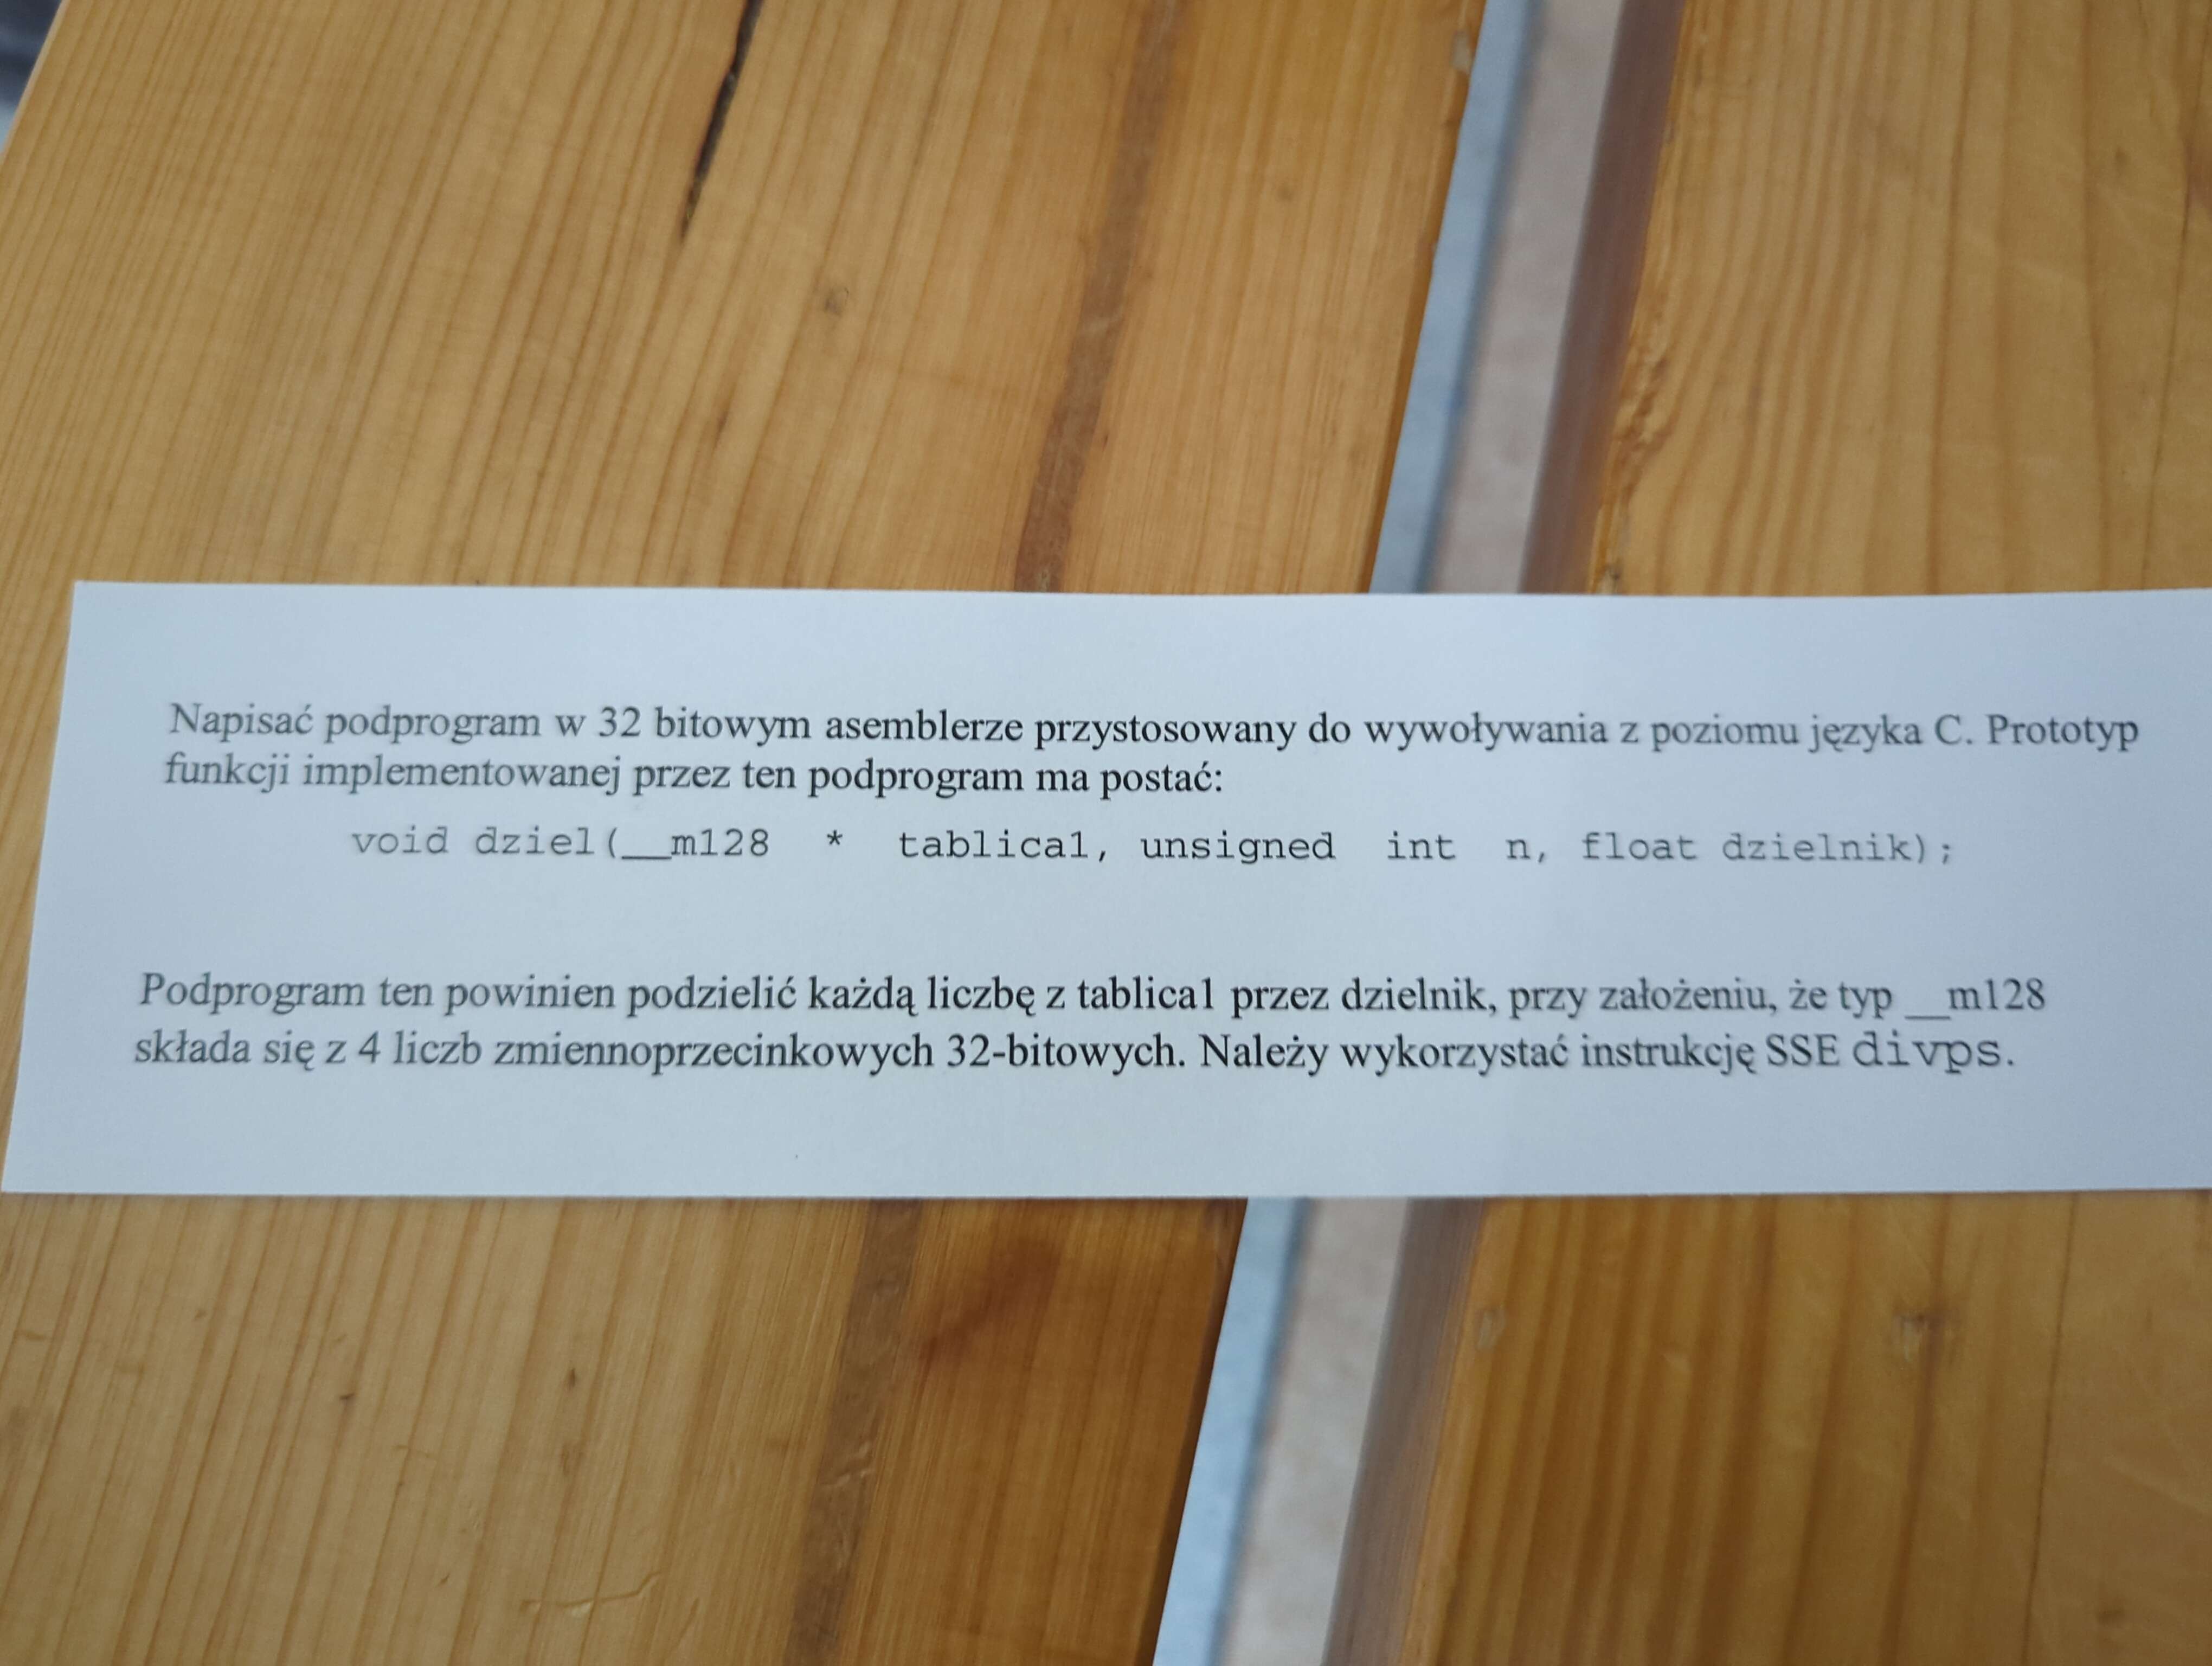 Napisać podprogram w 32 bitowym asemblerze przystosowany do wywoływania z poziomu języka C. Prototyp
funkcji implementowanej przez ten podprogram ma postać:
void dziel(__m128 * tablica1, unsigned int n, float dzielnik);
Podprogram ten powinien podzielić każdą liczbę z tablica1 przez dzielnik, przy założeniu, że typ __m128
składa się z 4 liczb zmiennoprzecinkowych 32-bitowych. Należy wykorzystać instrukcję SSE divps.